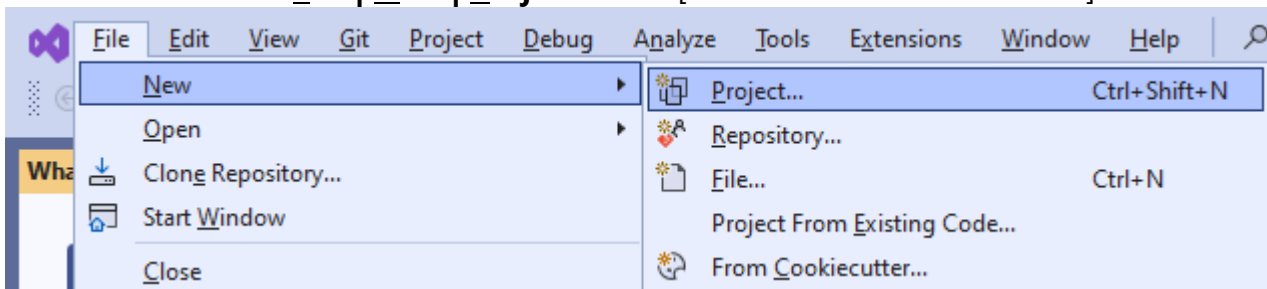 File Edit View Git Project Debug Analyze Tools Extensions Window Help
New
Project... Ctrl+Shift+N
Open
Repository...
Clone Repository...
File... Ctrl+N
Start Window
Project From Existing Code...
Close
From Cookiecutter...